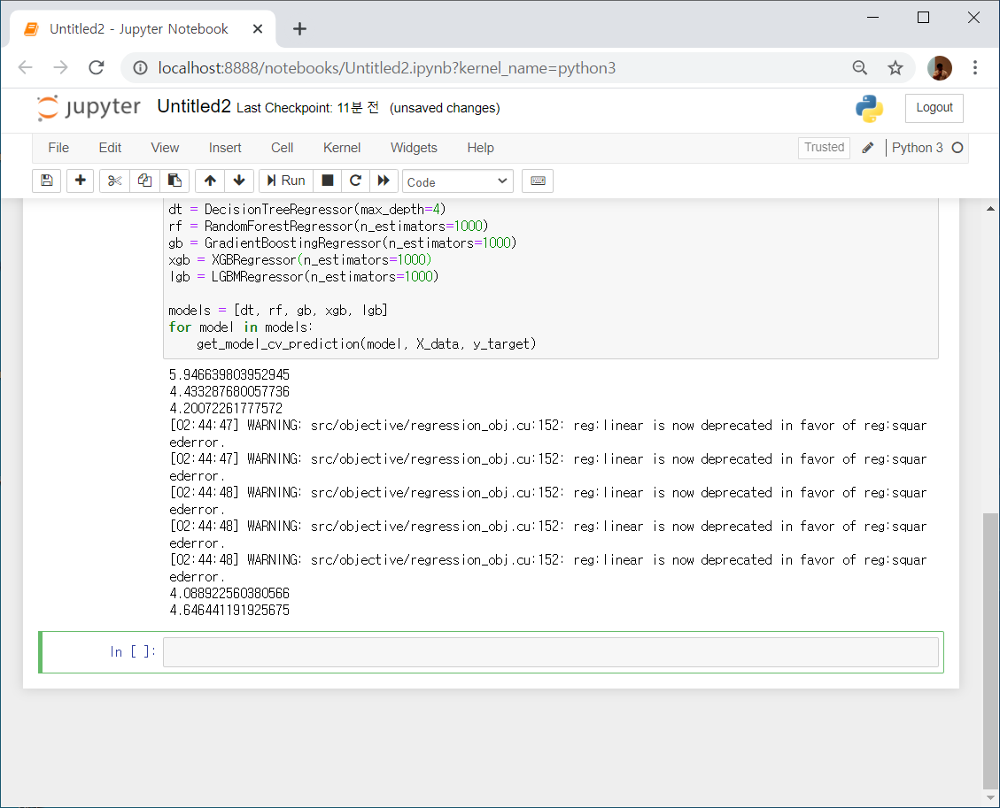 Untitled2 - Jupyter Notebook
localhost:8888/notebooks/Untitled2.ipynb?kernel_name=python3
jupyter Untitled2 Last Checkpoint: 11분 전 (unsaved changes) Logout
File Edit View Insert Cell Kernel Widgets Help Trusted Python 3
Run Code
dt = DecisionTreeRegressor(max_depth=4)
rf = RandomForestRegressor(n_estimators=1000)
gb = GradientBoostingRegressor(n_estimators=1000)
xgb = XGBRegressor(n_estimators=1000)
lgb = LGBMRegressor(n_estimators=1000)
models = [dt, rf, gb, xgb, lgb]
for model in models:
    get_model_cv_prediction(model, X_data, y_target)
5.946639803952945
4.433287680057736
4.20072261777572
[02:44:47] WARNING: src/objective/regression_obj.cu:152: reg:linear is now deprecated in favor of reg:squar
ederror.
[02:44:47] WARNING: src/objective/regression_obj.cu:152: reg:linear is now deprecated in favor of reg:squar
ederror.
[02:44:48] WARNING: src/objective/regression_obj.cu:152: reg:linear is now deprecated in favor of reg:squar
ederror.
[02:44:48] WARNING: src/objective/regression_obj.cu:152: reg:linear is now deprecated in favor of reg:squar
ederror.
[02:44:48] WARNING: src/objective/regression_obj.cu:152: reg:linear is now deprecated in favor of reg:squar
ederror.
4.088922560380566
4.646441191925675
In [ ]: